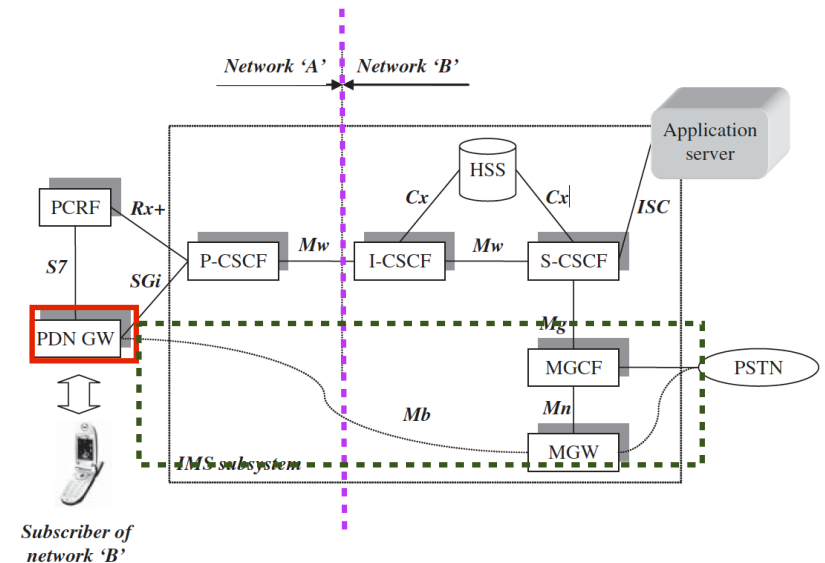 Network ‘A’
Network ‘B’
Application
server
HSS
PCRF
Rx+
Cx
Cx
ISC
P-CSCF
Mw
I-CSCF
Mw
S-CSCF
S7
SGi
PDN GW
Mg
MGCF
PSTN
Mb
Mn
MGW
IMS subsystem
Subscriber of
network ‘B’